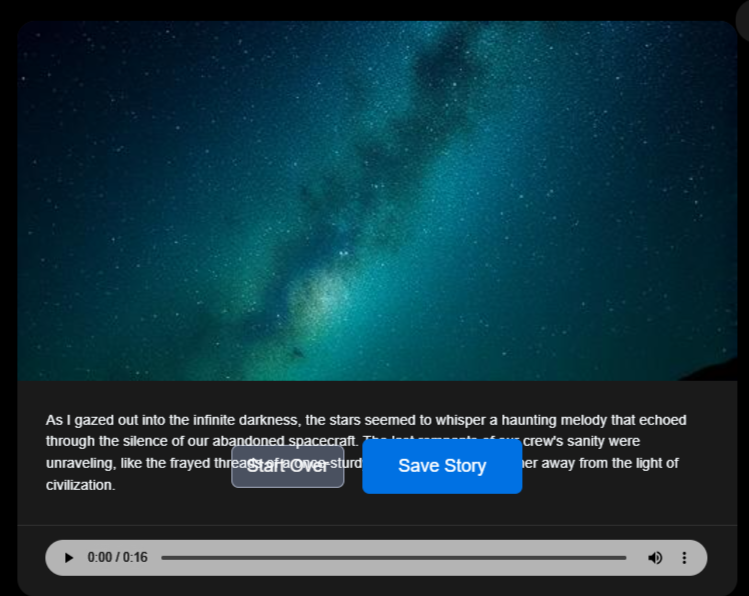 As I gazed out into the infinite darkness, the stars seemed to whisper a haunting melody that echoed
through the silence of our abandoned spacecraft. The last remnants of our crew's sanity were
unraveling, like the frayed threads of a once-sturd her away from the light of
civilization.
Start Over
Save Story
0:00 / 0:16